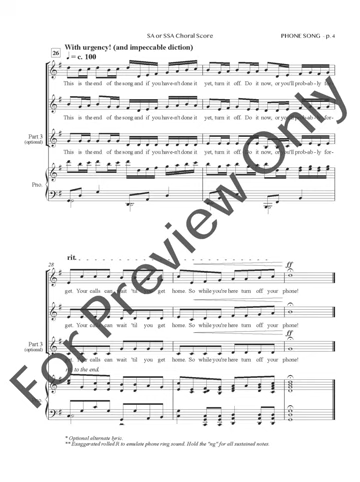 SA or SSA Choral Score
PHONE SONG - p. 4
26
With urgency! (and impeccable diction)
♩ = c. 100
This is the end of the song and if you haven't done it yet, turn it off. Do it now, or you'll prob-ab-ly for-
This is the end of the song and if you haven't done it yet, turn it off. Do it now, or you'll prob-ab-ly for-
Part 3
(optional)
This is the end of the song and if you haven't done it yet, turn it off. Do it now, or you'll prob-ab-ly for-
Pno.
28
rit.
ff
get. Your calls can wait 'til you get home. So while you're here turn off your phone!
get. Your calls can wait 'til you get home. So while you're here turn off your phone!
Part 3
(optional)
ff
get. Your calls can wait 'til you get home. So while you're here turn off your phone!
to the end.
Pno.
* Optional alternate lyric.
** Exaggerated rolled R to emulate phone ring sound. Hold the "ng" for all sustained notes.
For Preview Only